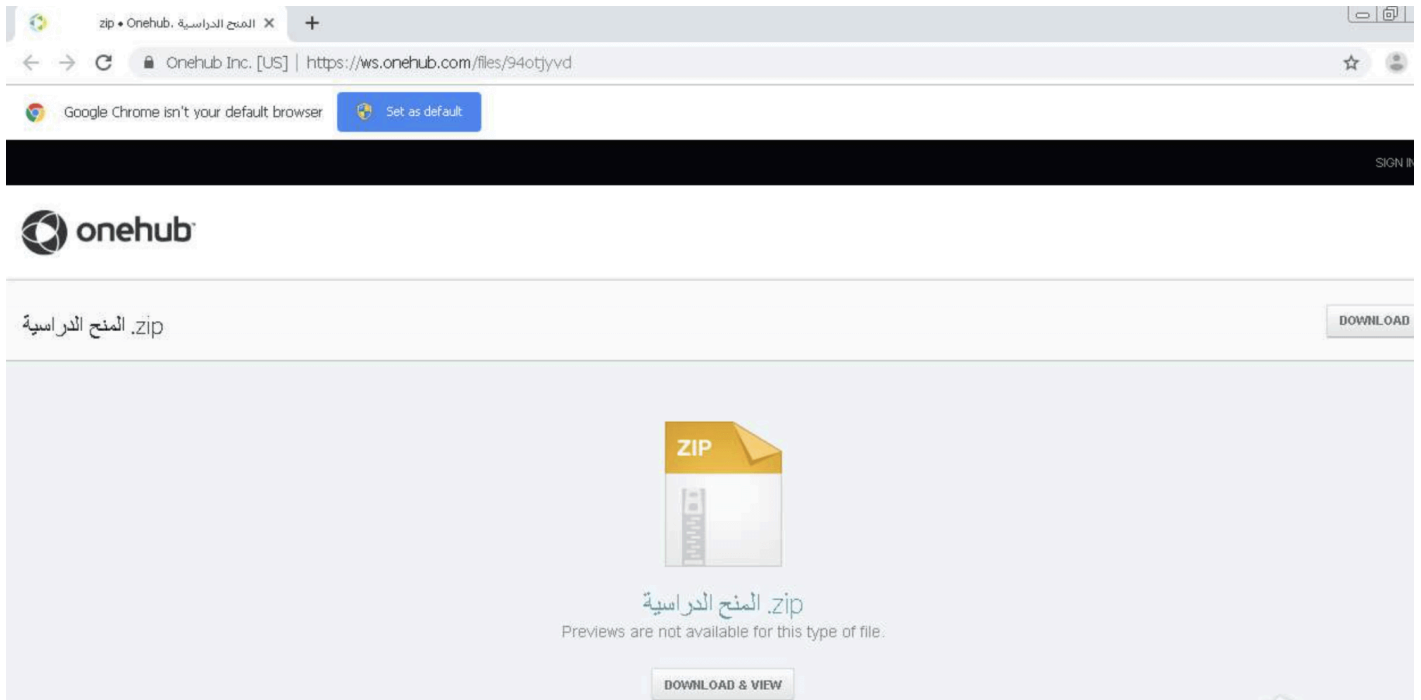 المنح الدراسية.zip • Onehub
Onehub Inc. [US] | https://ws.onehub.com/files/94otjyvd
Google Chrome isn't your default browser Set as default
SIGN IN
onehub
المنح الدراسية.zip
DOWNLOAD
ZIP
المنح الدراسية.zip
Previews are not available for this type of file.
DOWNLOAD & VIEW